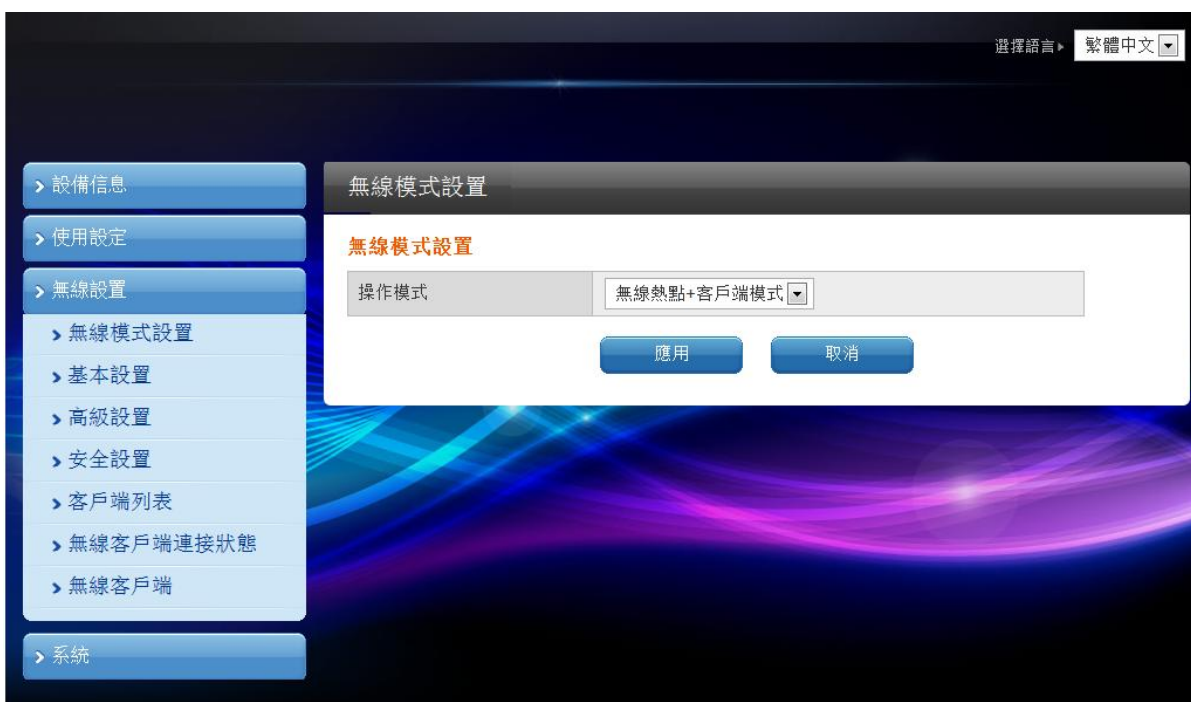 選擇語言 繁體中文
設備信息
使用設定
無線設置
無線模式設置
基本設置
高級設置
安全設置
客戶端列表
無線客戶端連接狀態
無線客戶端
系統
無線模式設置
無線模式設置
操作模式 無線熱點+客戶端模式
應用 取消